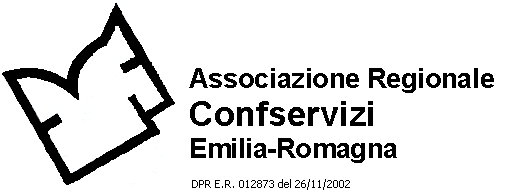 Associazione Regionale
Confservizi
Emilia-Romagna
DPR E.R. 012873 del 26/11/2002